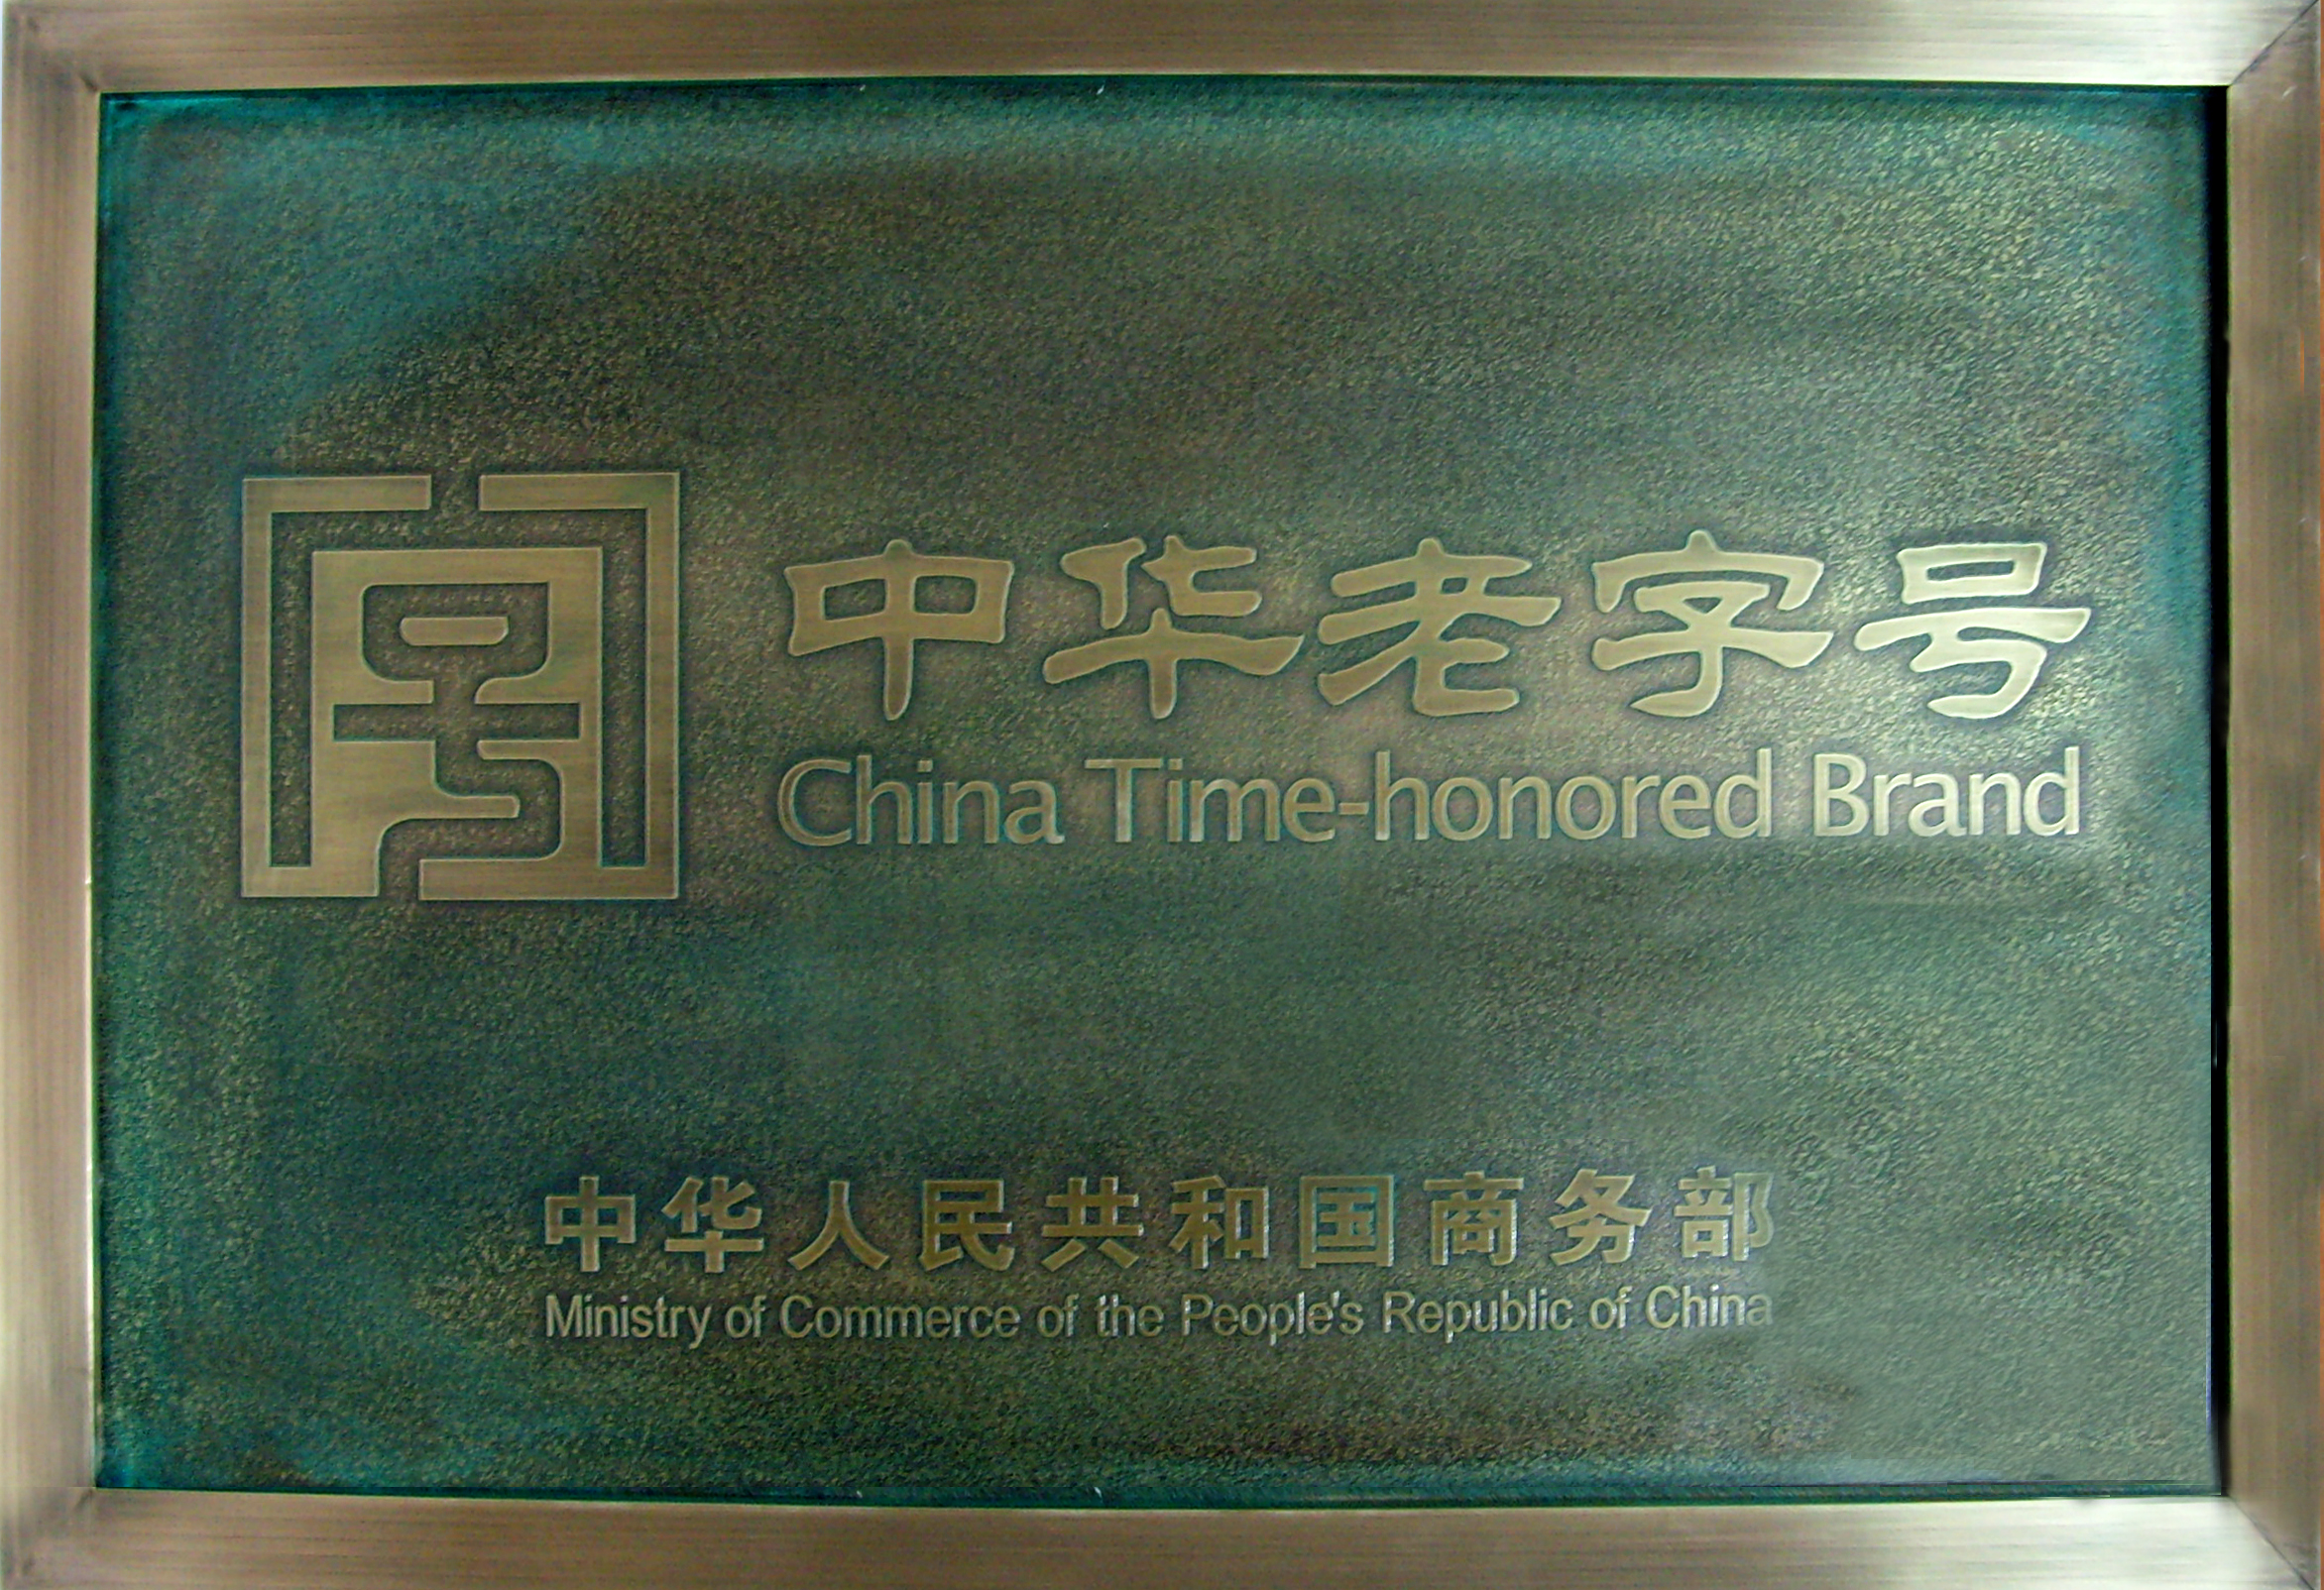 中华老字号
China Time-honored Brand
中华人民共和国商务部
Ministry of Commerce of the People's Republic of China